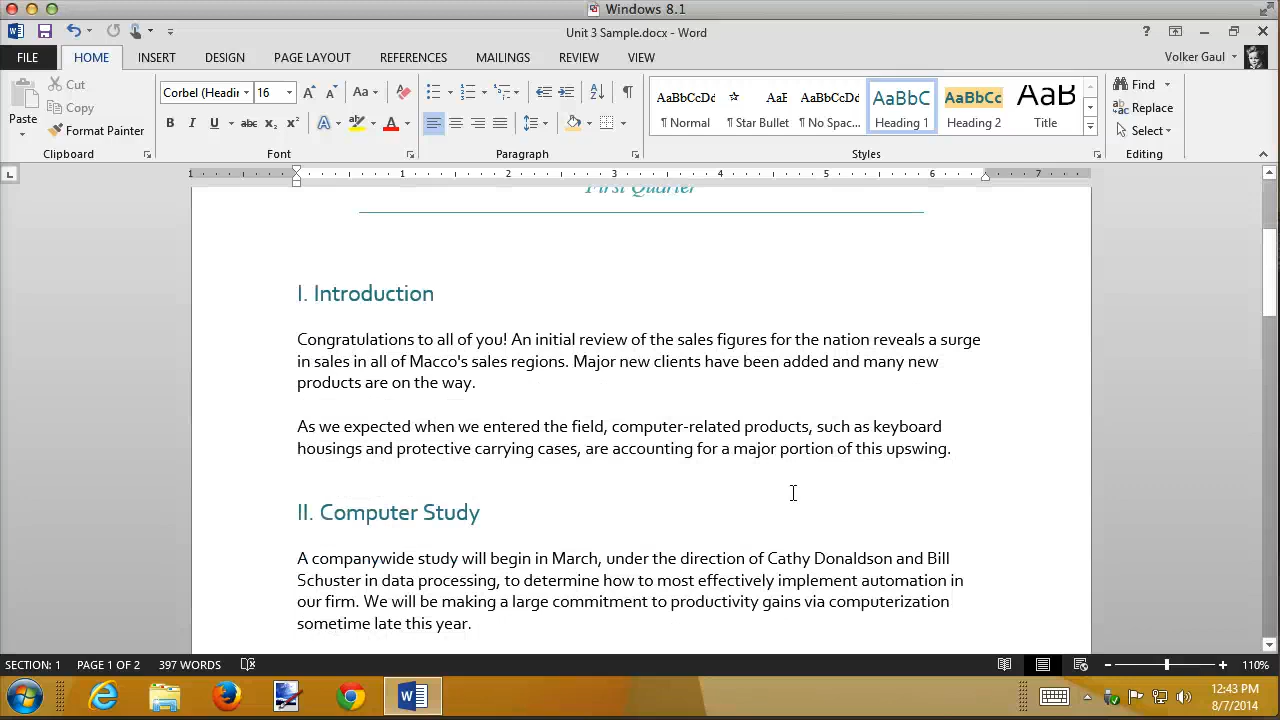 Windows 8.1
Unit 3 Sample.docx - Word
FILE HOME INSERT DESIGN PAGE LAYOUT REFERENCES MAILINGS REVIEW VIEW Volker Gaul
Paste
Cut
Copy
Format Painter
Clipboard
Corbel (Headin 16
Font
Paragraph
AaBbCcDc AaE AaBbCcDc AaBbC AaBbCc AaB
¶ Normal ¶ Star Bullet ¶ No Spac... Heading 1 Heading 2 Title
Styles
Find
Replace
Select
Editing
1 1 2 3 4 5 6 7
First Quarter
I. Introduction
Congratulations to all of you! An initial review of the sales figures for the nation reveals a surge
in sales in all of Macco's sales regions. Major new clients have been added and many new
products are on the way.
As we expected when we entered the field, computer-related products, such as keyboard
housings and protective carrying cases, are accounting for a major portion of this upswing.
II. Computer Study
A companywide study will begin in March, under the direction of Cathy Donaldson and Bill
Schuster in data processing, to determine how to most effectively implement automation in
our firm. We will be making a large commitment to productivity gains via computerization
sometime late this year.
SECTION: 1 PAGE 1 OF 2 397 WORDS 110%
12:43 PM
8/7/2014